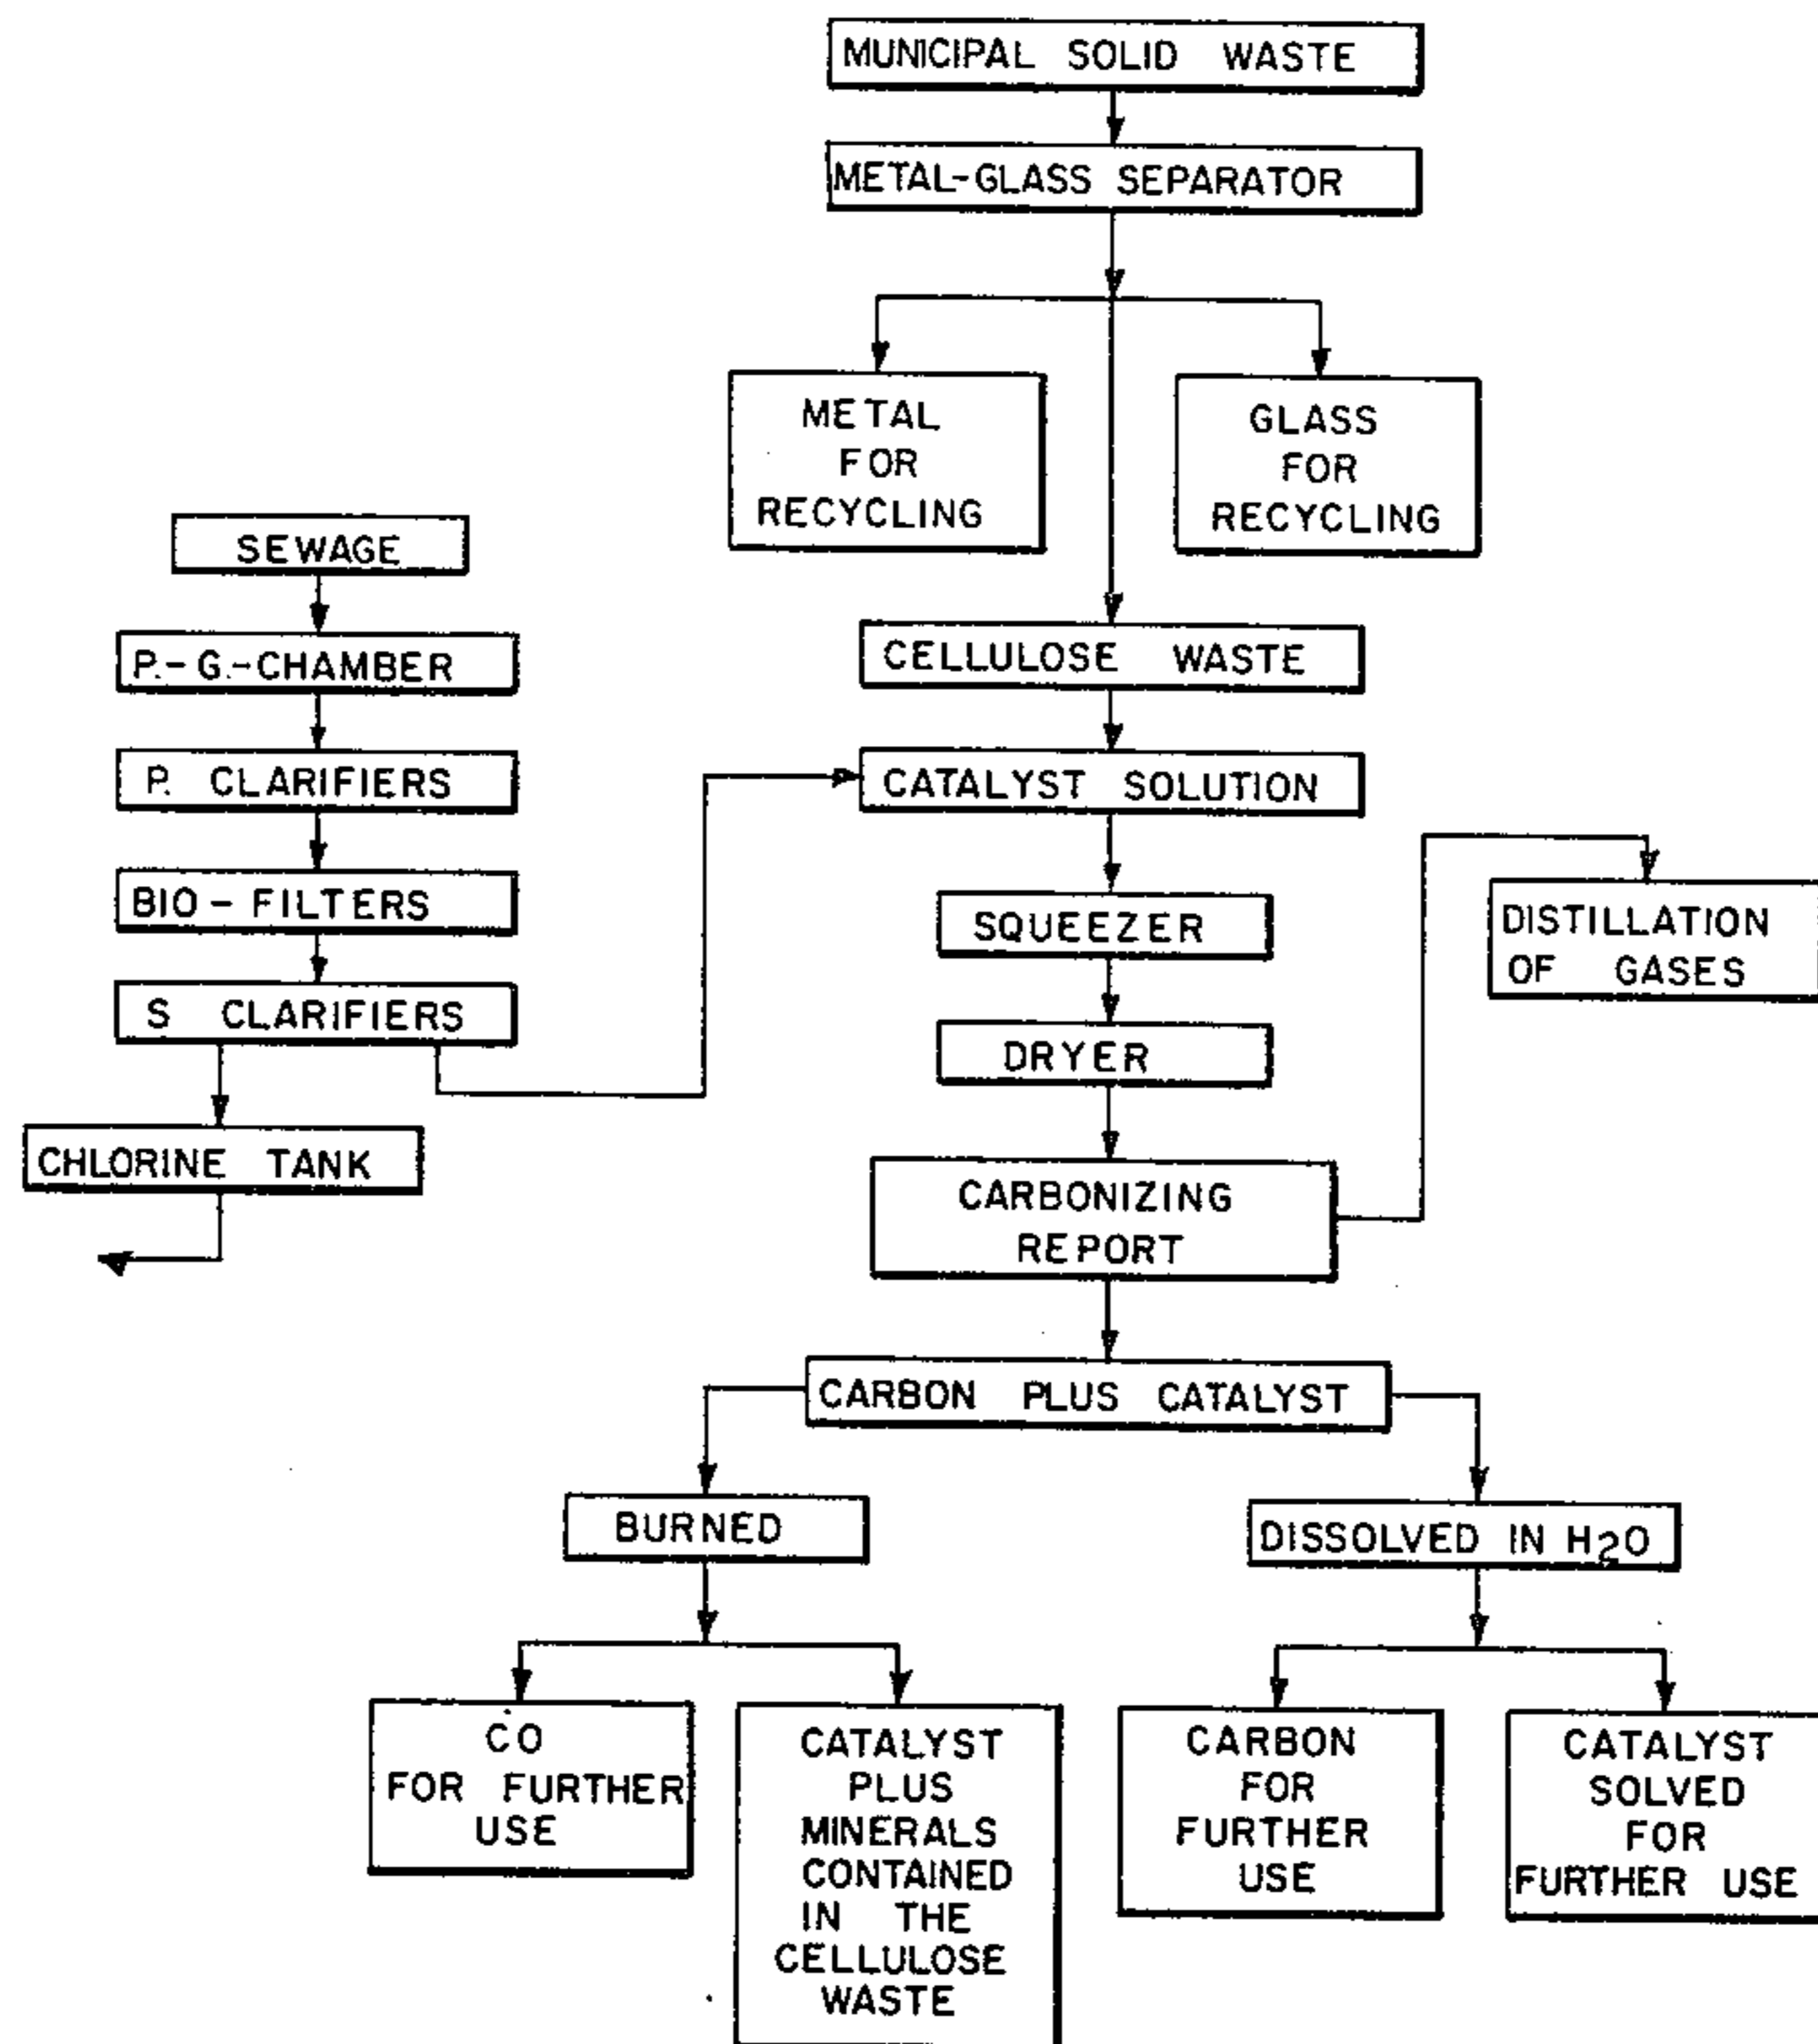 MUNICIPAL SOLID WASTE
METAL-GLASS SEPARATOR
METAL
FOR
RECYCLING
GLASS
FOR
RECYCLING
SEWAGE
P.-G.-CHAMBER
P. CLARIFIERS
BIO-FILTERS
S CLARIFIERS
CHLORINE TANK
CELLULOSE WASTE
CATALYST SOLUTION
SQUEEZER
DRYER
CARBONIZING
REPORT
DISTILLATION
OF GASES
CARBON PLUS CATALYST
BURNED
DISSOLVED IN H2O
CO
FOR FURTHER
USE
CATALYST
PLUS
MINERALS
CONTAINED
IN THE
CELLULOSE
WASTE
CARBON
FOR
FURTHER
USE
CATALYST
SOLVED
FOR
FURTHER USE